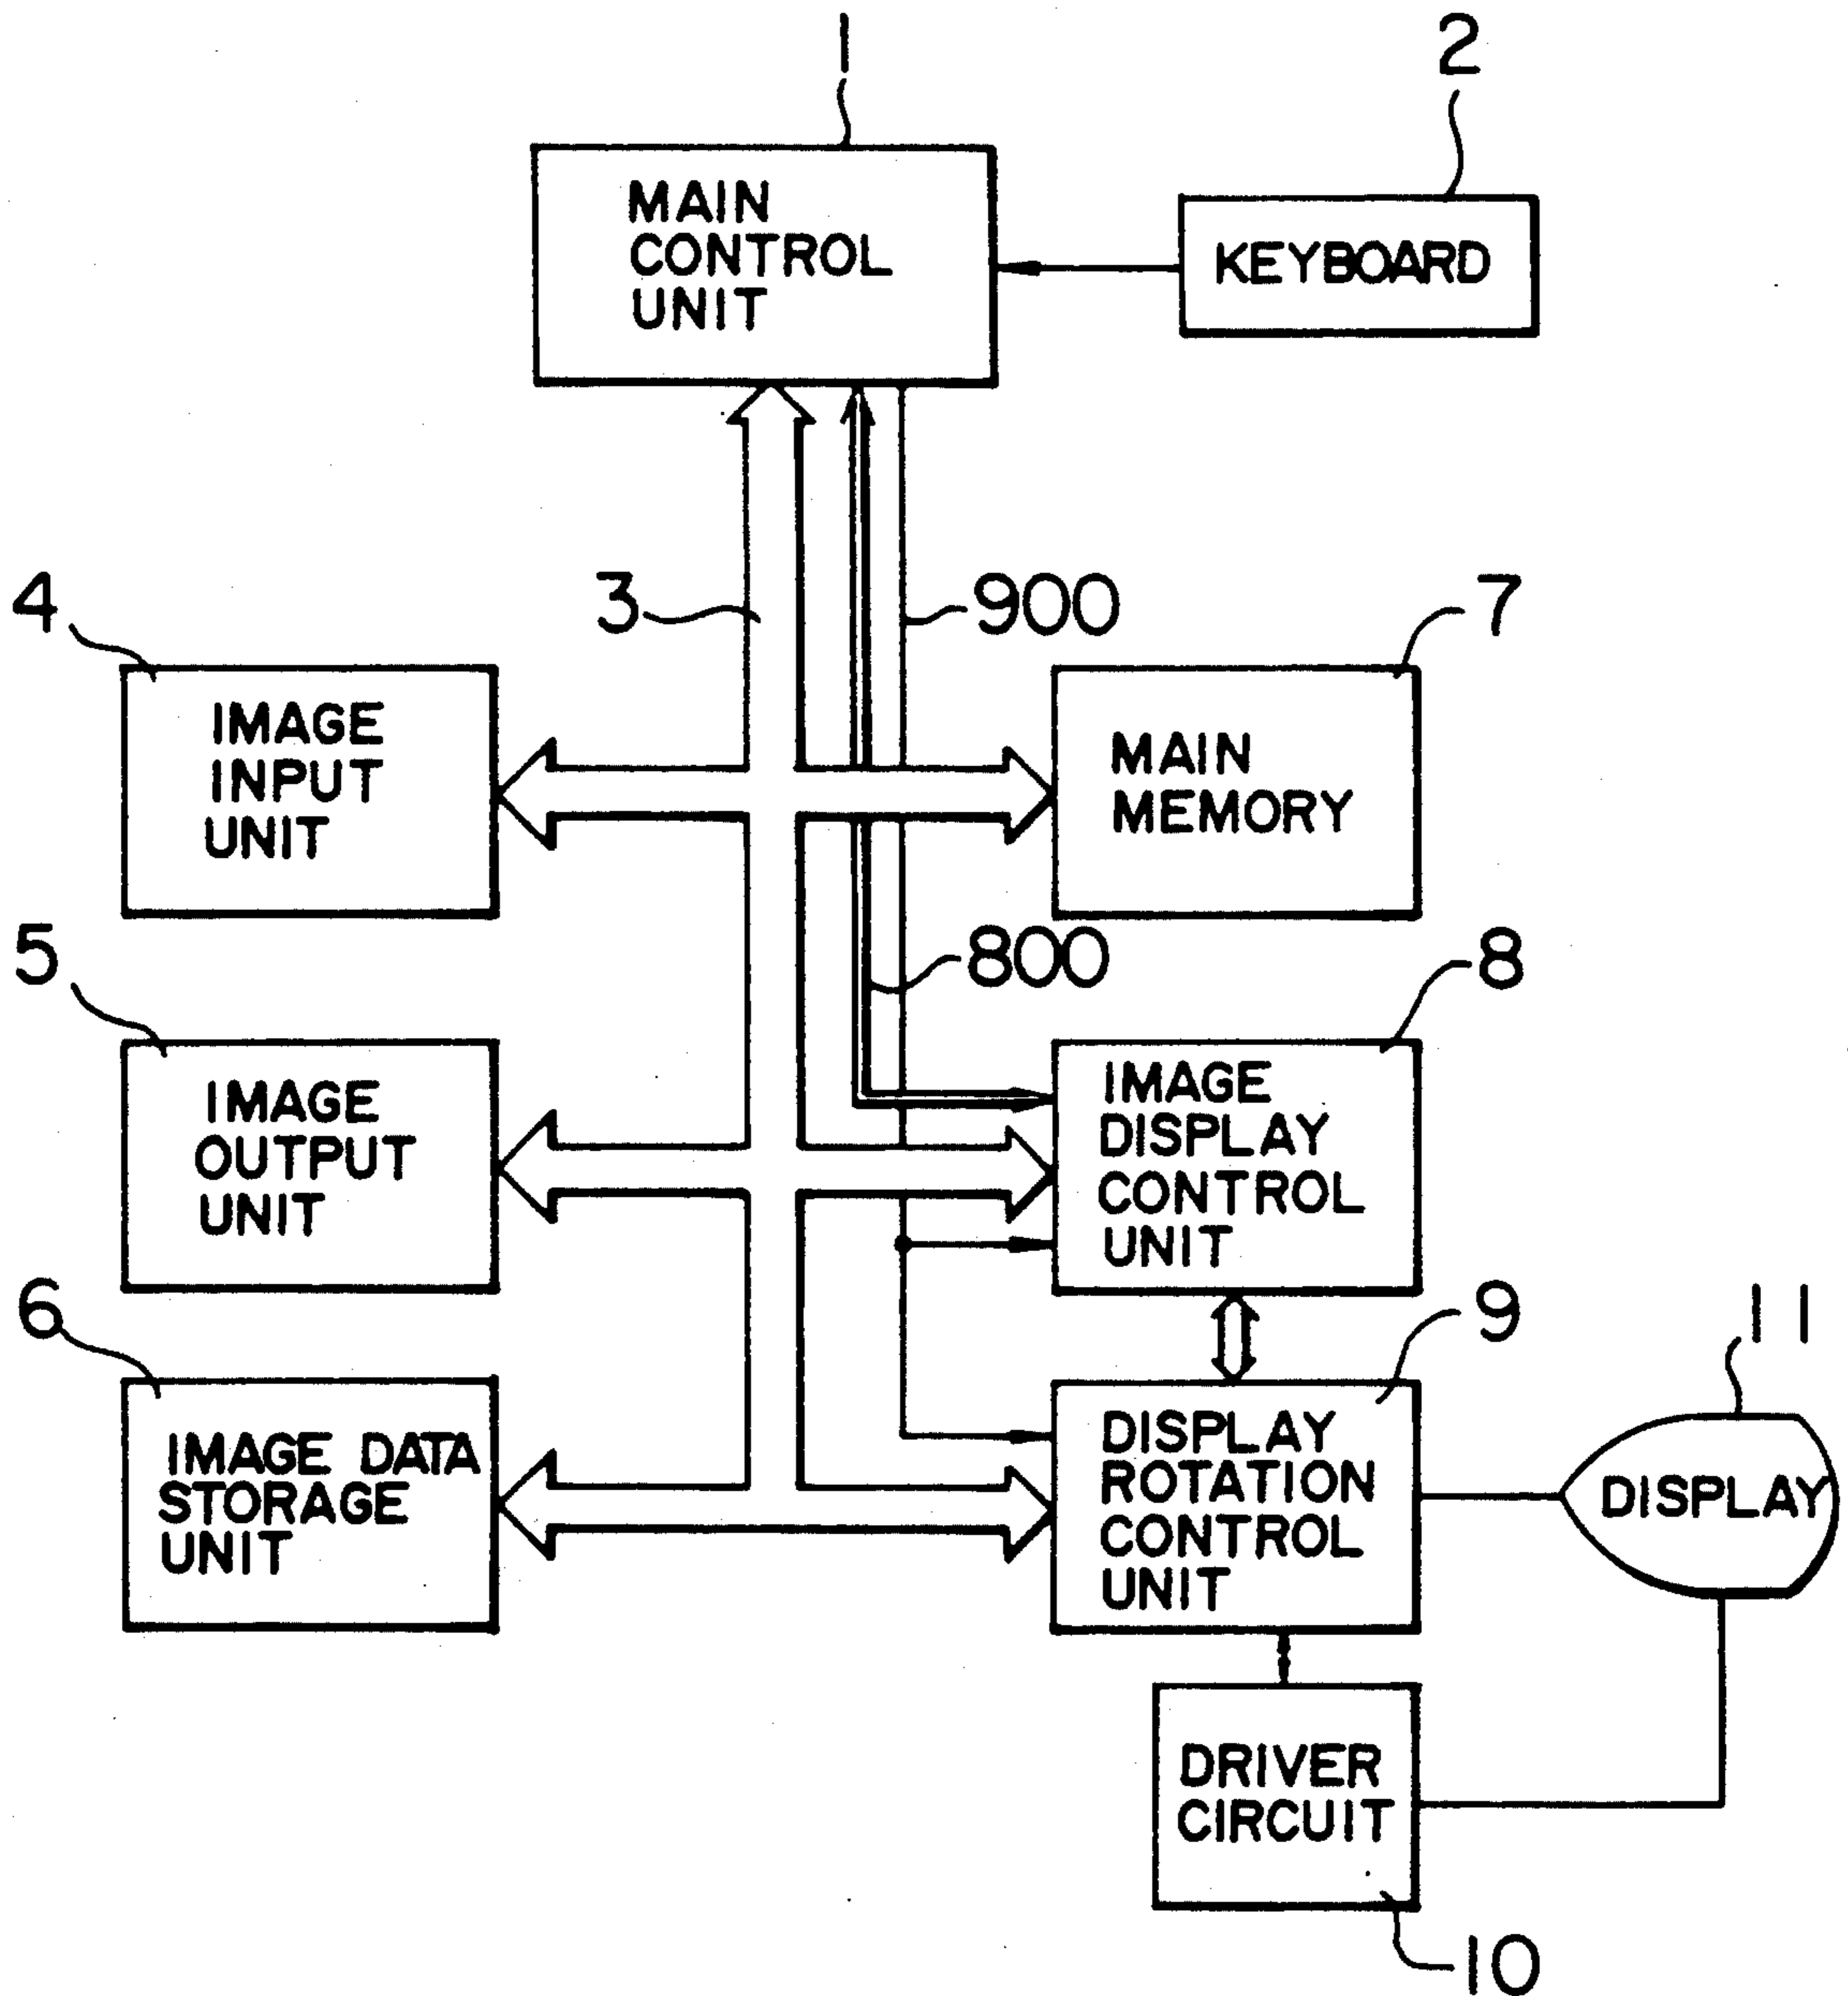 1
2
MAIN
CONTROL
UNIT
KEYBOARD
3
900
4
7
IMAGE
INPUT
UNIT
MAIN
MEMORY
800
5
8
IMAGE
OUTPUT
UNIT
IMAGE
DISPLAY
CONTROL
UNIT
6
9
11
IMAGE DATA
STORAGE
UNIT
DISPLAY
ROTATION
CONTROL
UNIT
DISPLAY
DRIVER
CIRCUIT
10